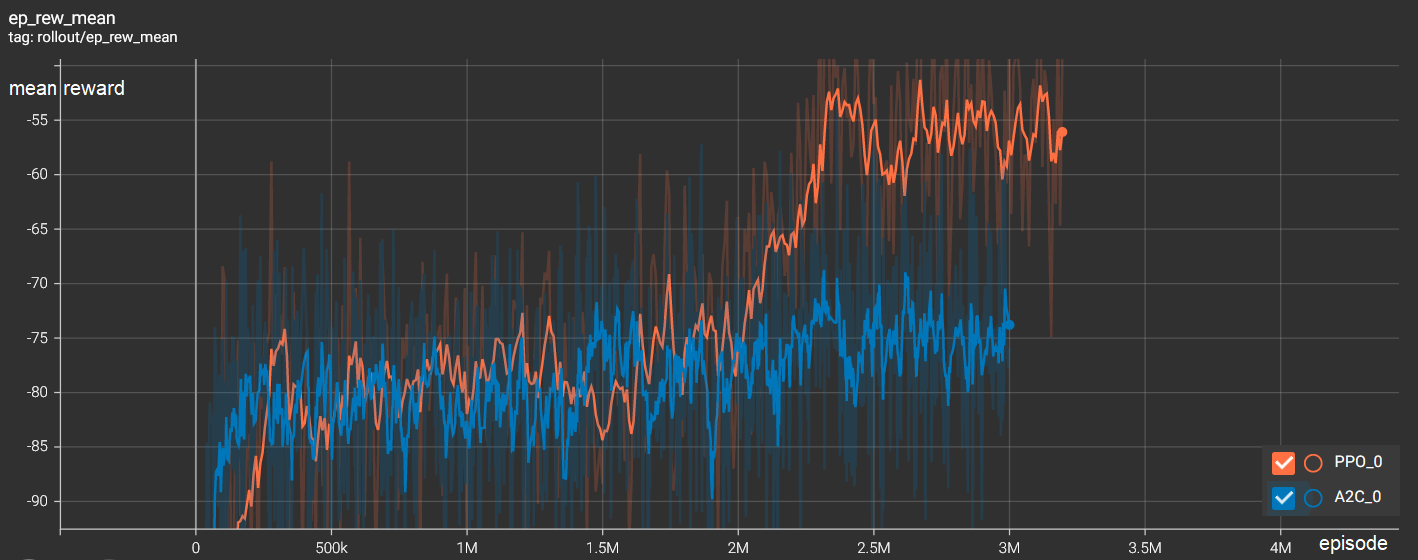 ep_rew_mean
tag: rollout/ep_rew_mean
mean reward
-55
-60
-65
-70
-75
-80
-85
-90
PPO_0
A2C_0
0 500k 1M 1.5M 2M 2.5M 3M 3.5M 4M
episode